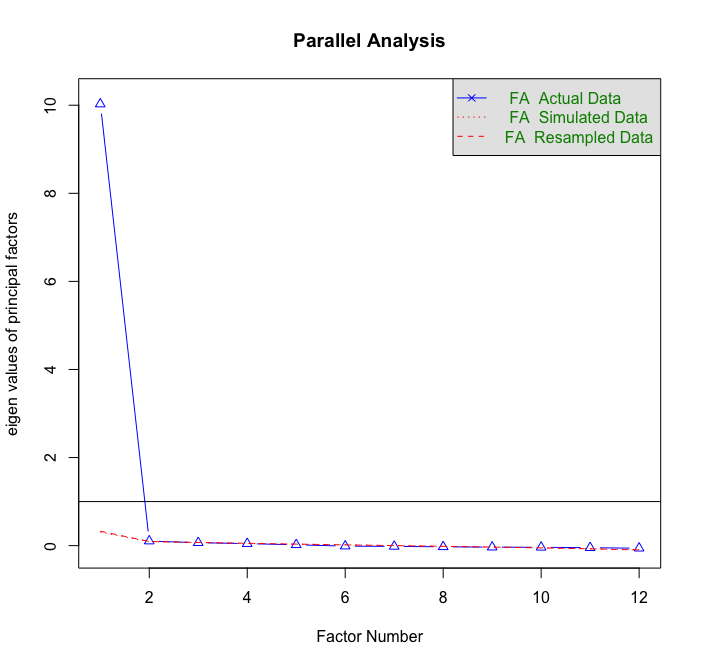 Parallel Analysis
FA Actual Data
FA Simulated Data
FA Resampled Data
eigen values of principal factors
10
8
6
4
2
0
2 4 6 8 10 12
Factor Number